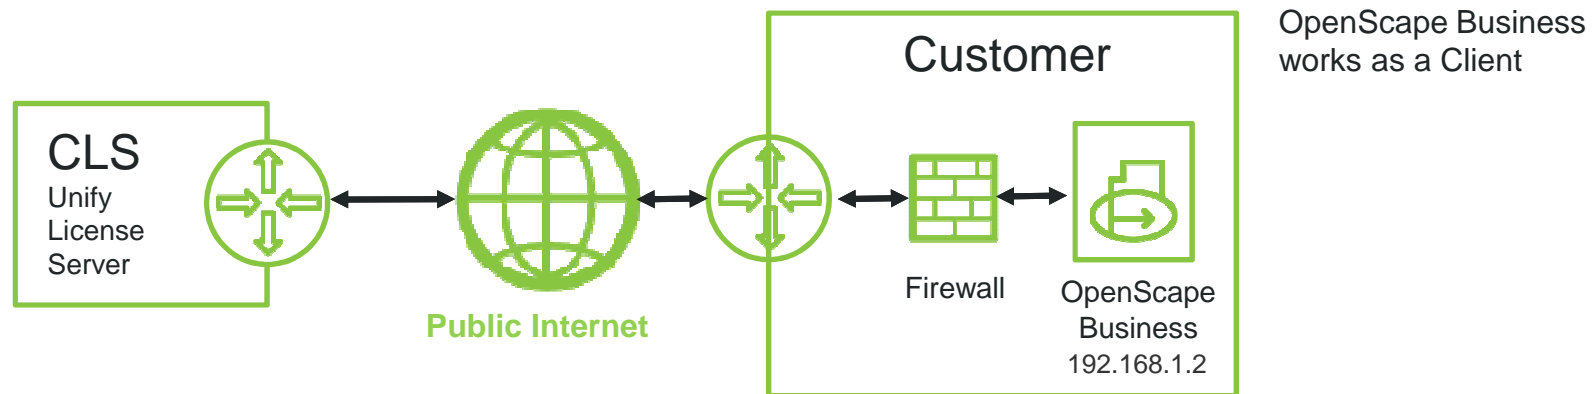 CLS
Unify
License
Server
Public Internet
Customer
Firewall
OpenScape
Business
192.168.1.2
OpenScape Business
works as a Client